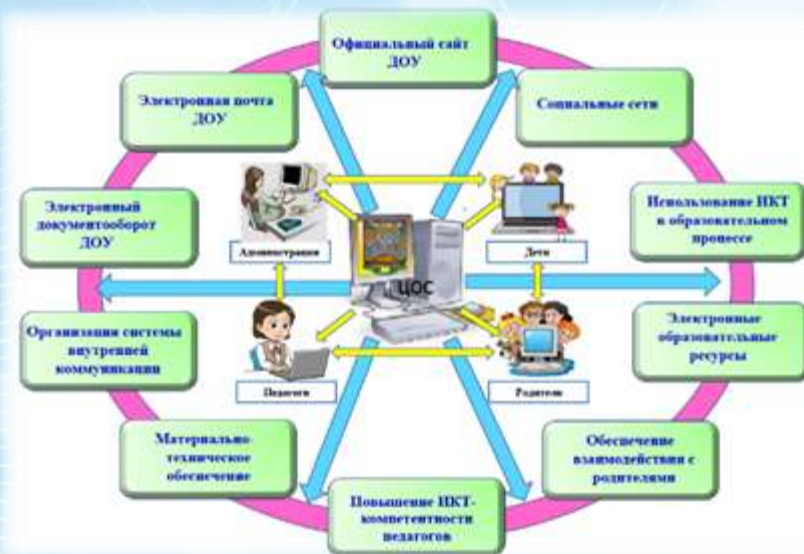 Официальный сайт
ДОУ
Электронная почта
ДОУ
Социальные сети
Электронный
документооборот
ДОУ
Использование ИКТ
в образовательном
процессе
Администрация
Дети
ЦОС
Организация системы
внутренней
коммуникации
Электронные
образовательные
ресурсы
Педагоги
Родители
Материально-
техническое
обеспечение
Обеспечение
взаимодействия с
родителями
Повышение ИКТ-
компетентности
педагогов